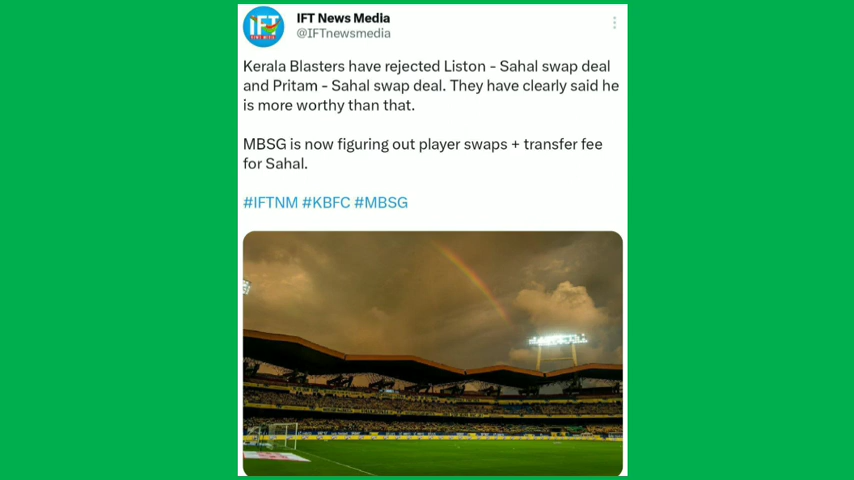 IFT
IFT News Media
@IFTnewsmedia
Kerala Blasters have rejected Liston - Sahal swap deal
and Pritam - Sahal swap deal. They have clearly said he
is more worthy than that.
MBSG is now figuring out player swaps + transfer fee
for Sahal.
#IFTNM #KBFC #MBSG